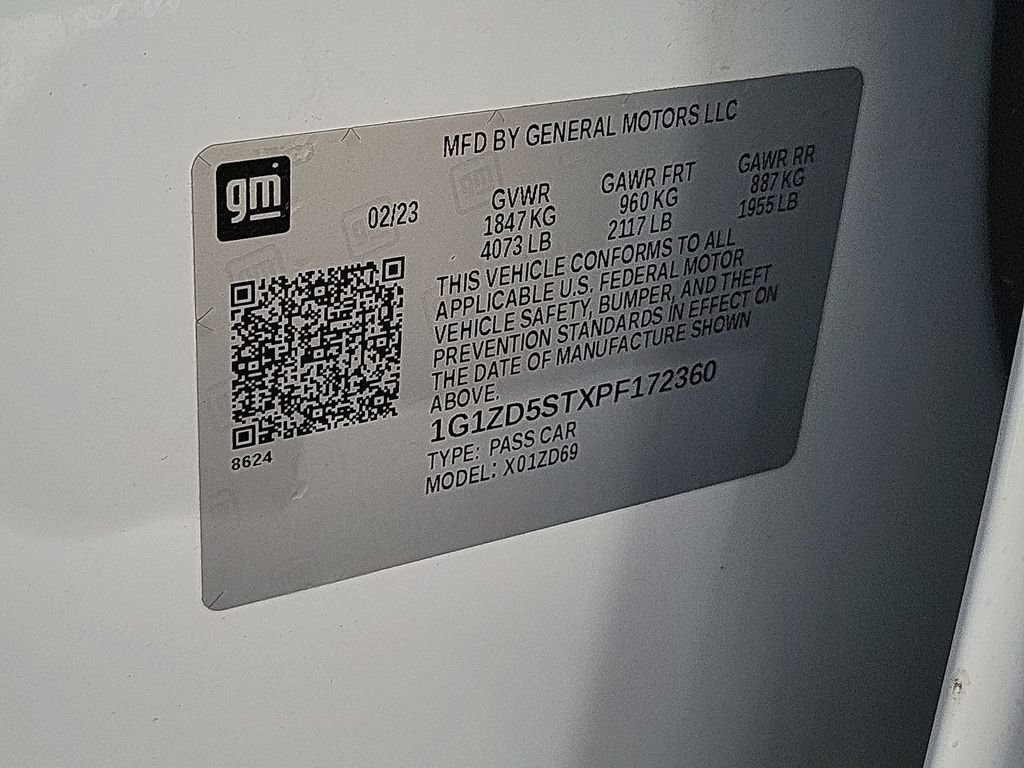 gm
MFD BY GENERAL MOTORS LLC
02/23
GVWR GAWR FRT GAWR RR
1847 KG 960 KG 887 KG
4073 LB 2117 LB 1955 LB
THIS VEHICLE CONFORMS TO ALL
APPLICABLE U.S. FEDERAL MOTOR
VEHICLE SAFETY, BUMPER, AND THEFT
PREVENTION STANDARDS IN EFFECT ON
THE DATE OF MANUFACTURE SHOWN
ABOVE.
1G1ZD5STXPF172360
TYPE: PASS CAR
MODEL: X01ZD69
8624